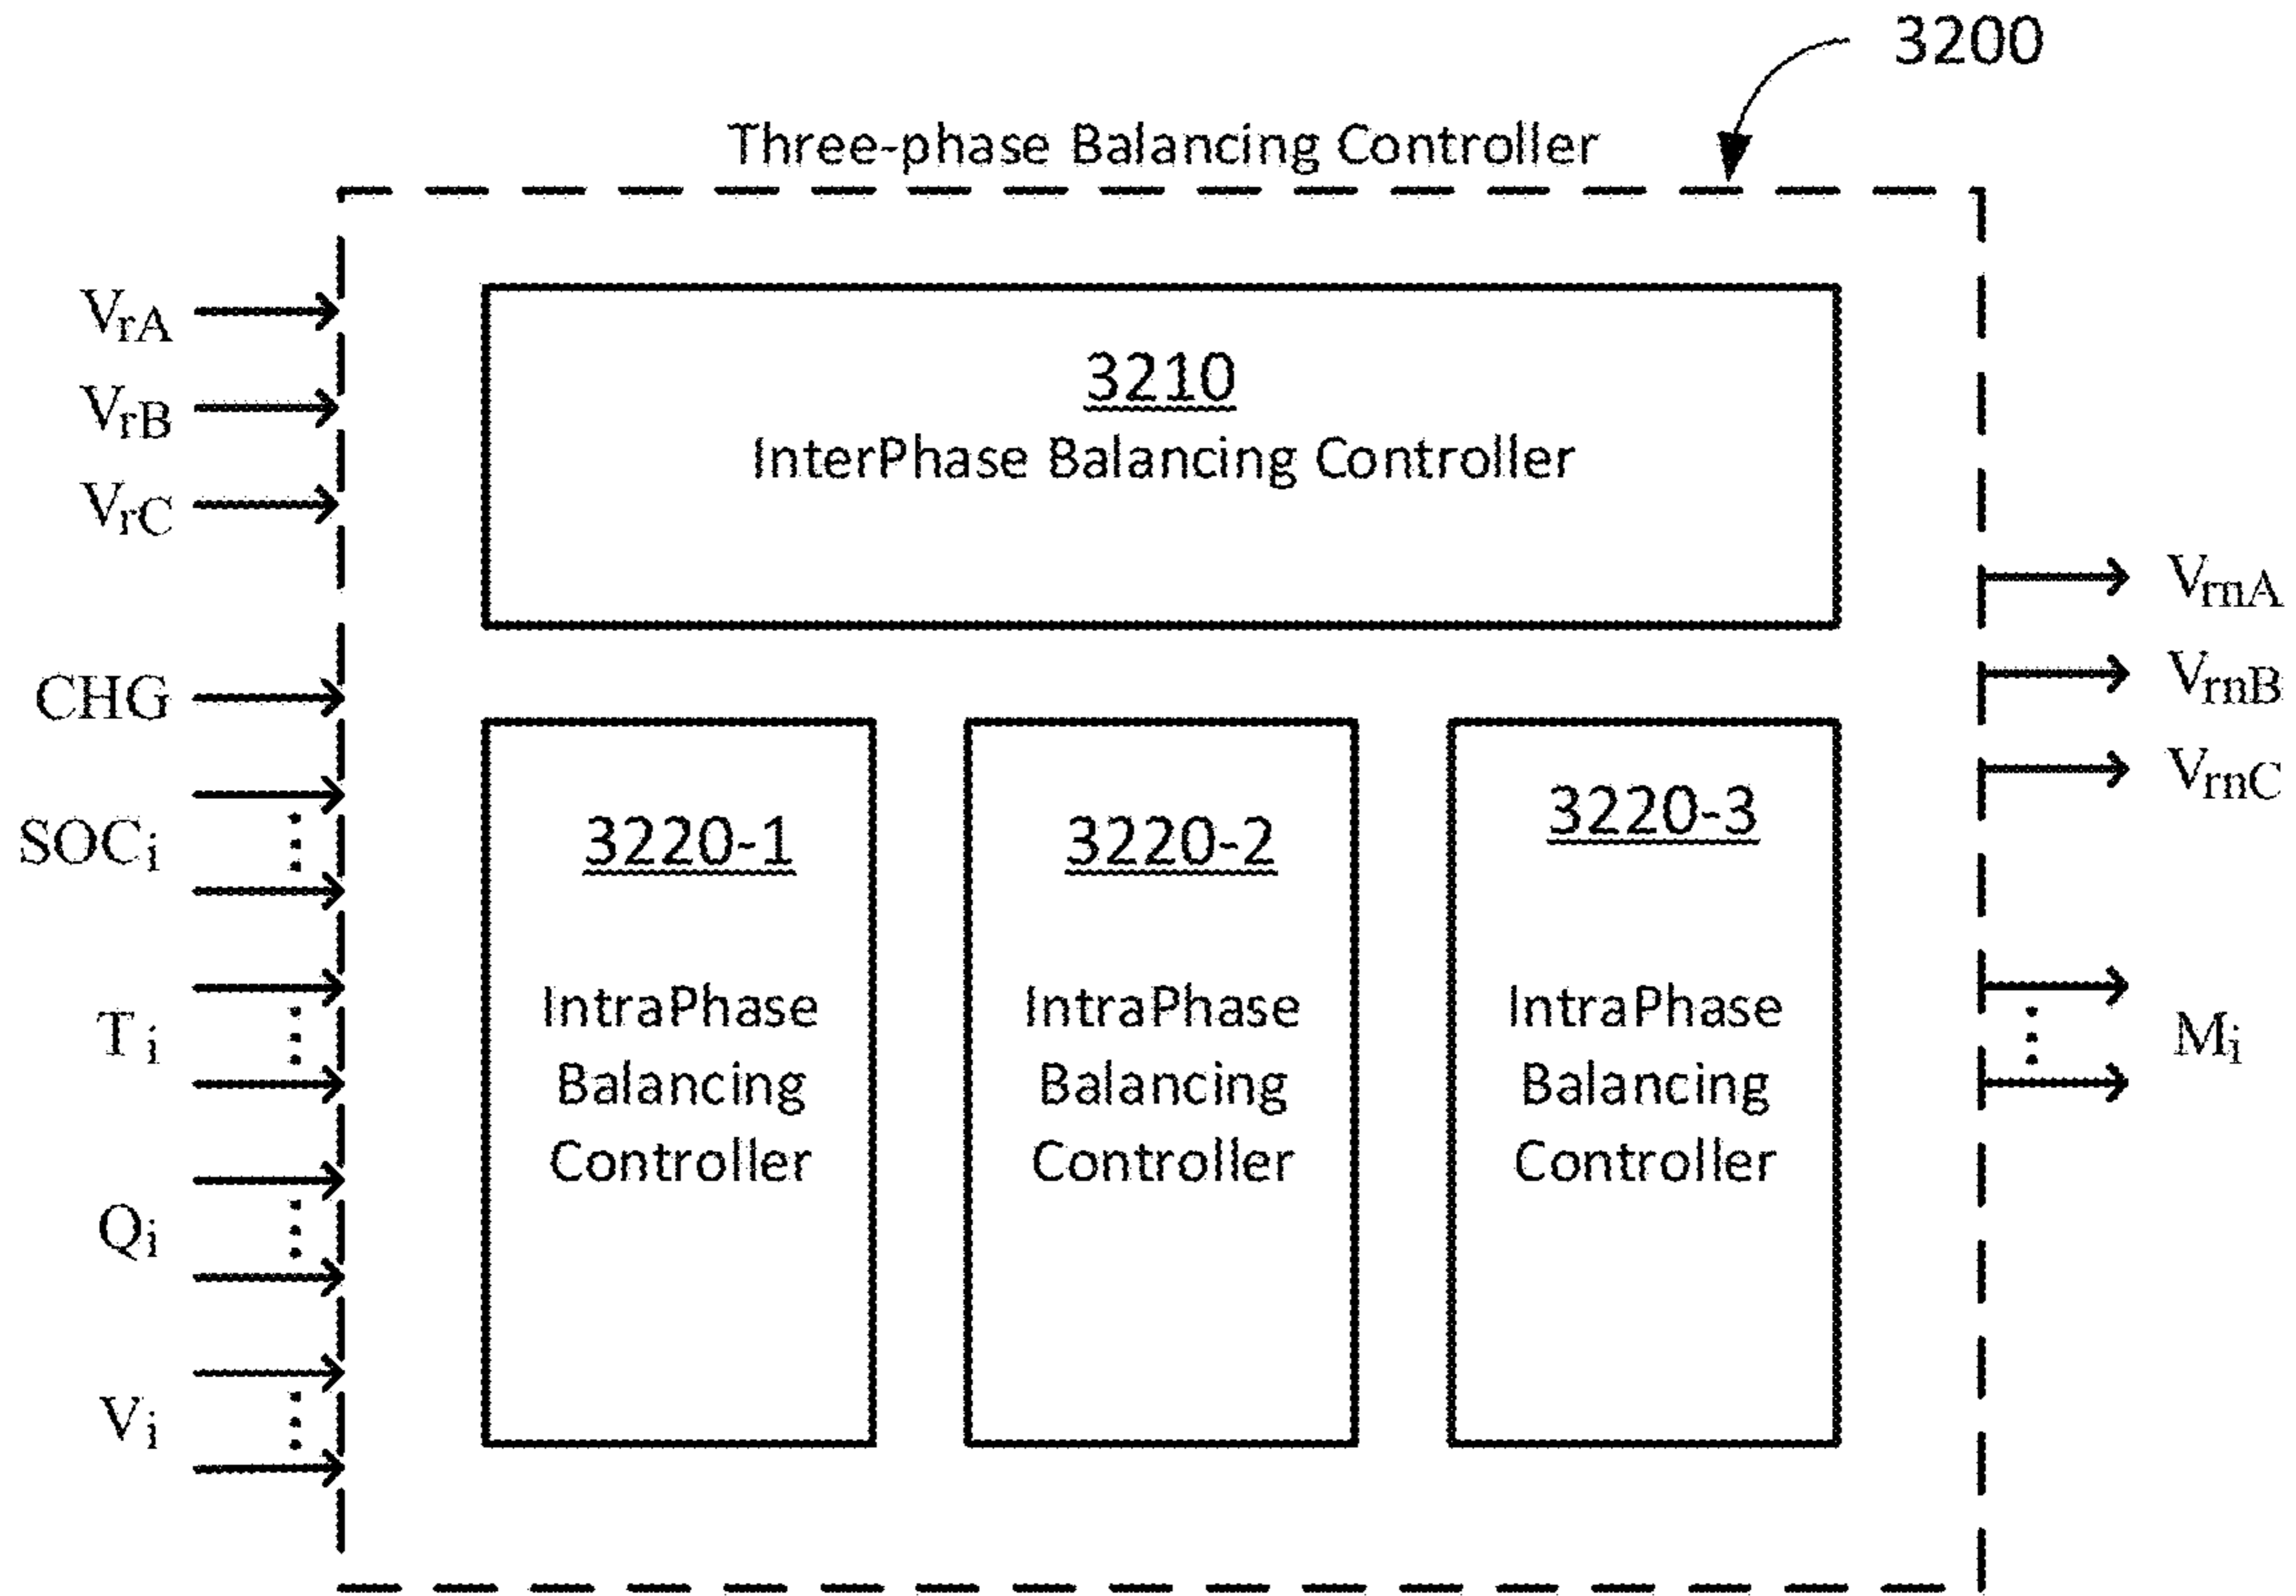 3200
Three-phase Balancing Controller
VrA
VrB
VrC
CHG
SOCi
Ti
Qi
Vi
3210
InterPhase Balancing Controller
3220-1
IntraPhase
Balancing
Controller
3220-2
IntraPhase
Balancing
Controller
3220-3
IntraPhase
Balancing
Controller
VrnA
VrnB
VrnC
Mi